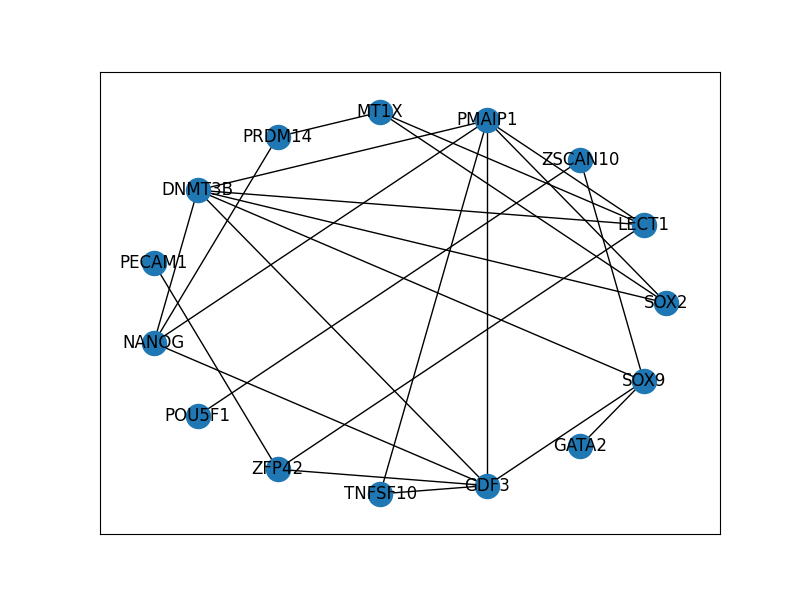 MT1X
PMAIP1
PRDM14
ZSCAN10
DNMT3B
LECT1
PECAM1
SOX2
NANOG
SOX9
POU5F1
GATA2
ZFP42
GDF3
TNFSF10